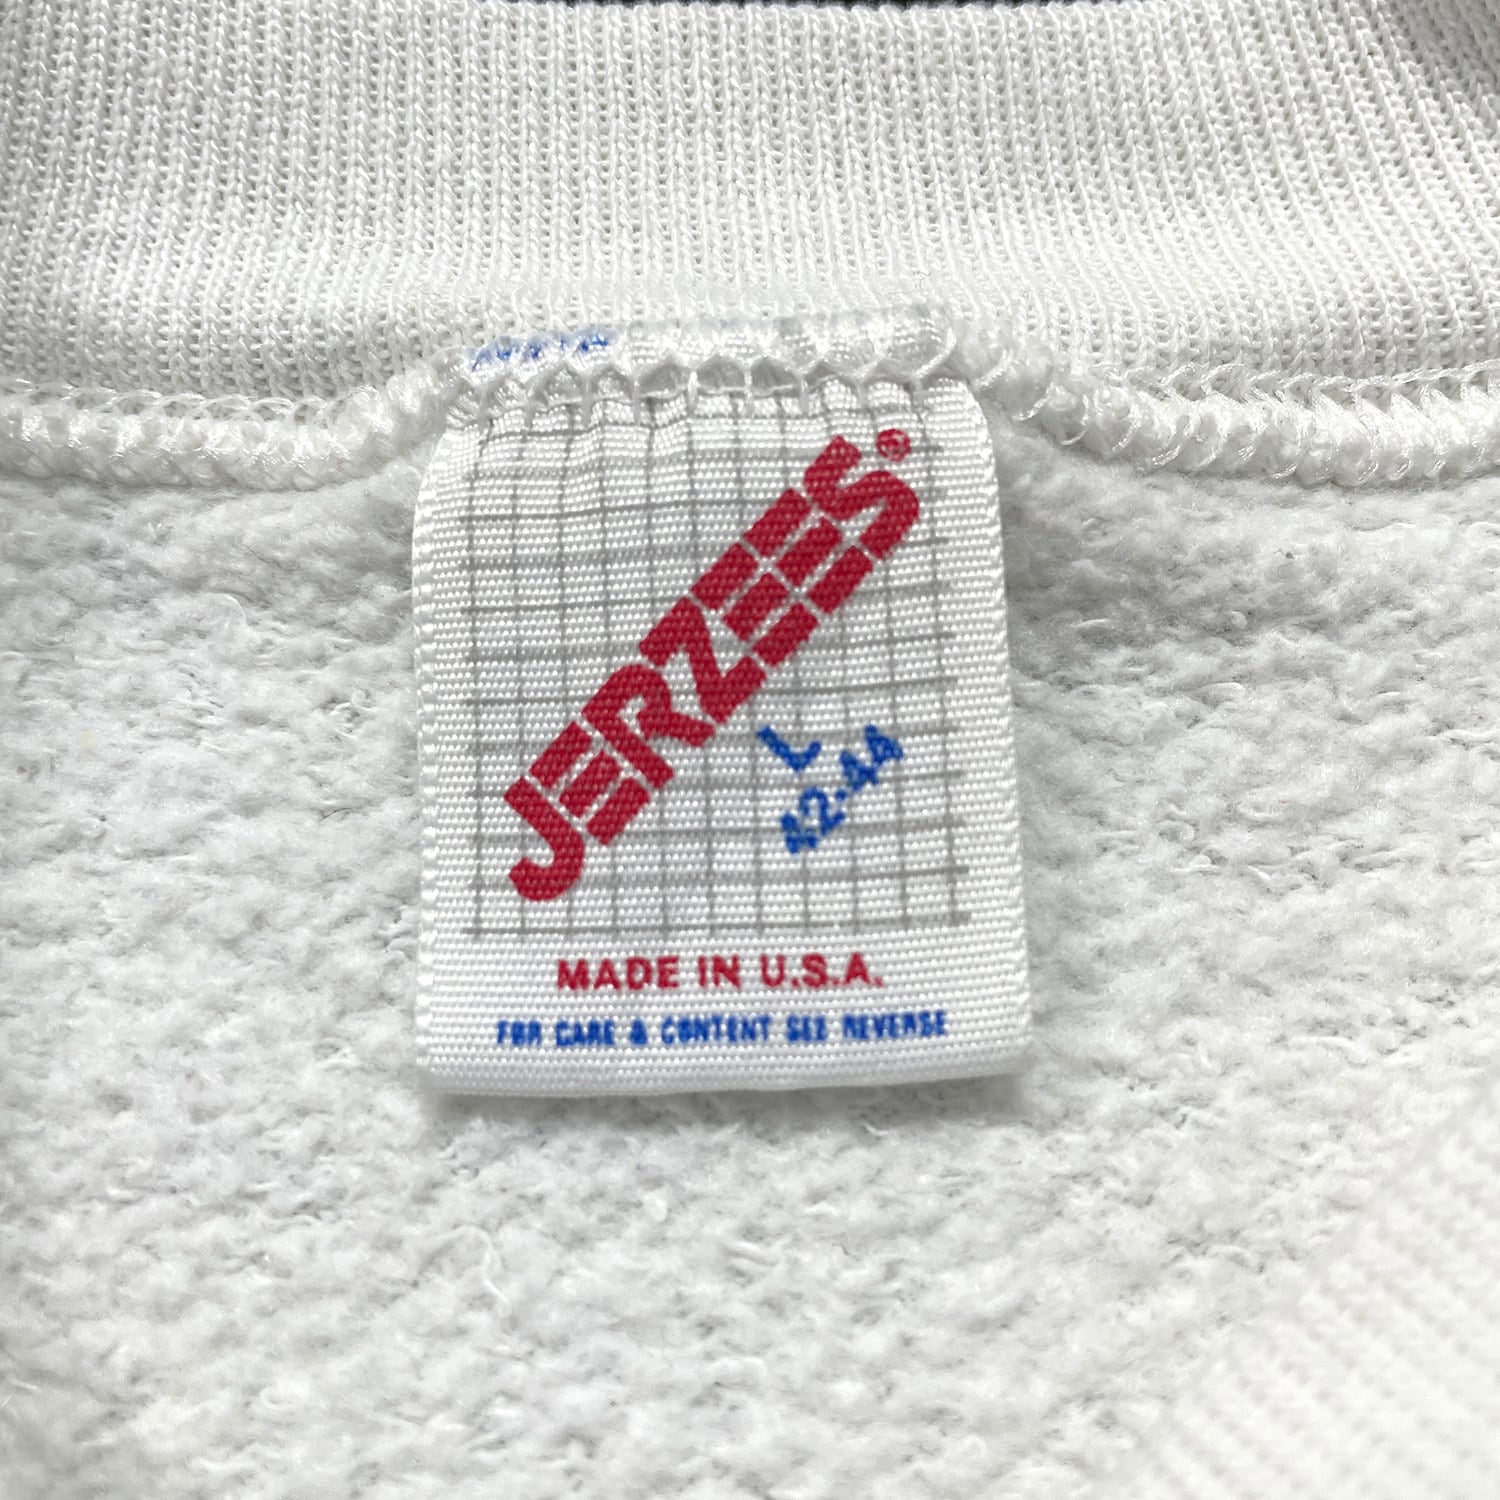 JERZEES®
L
42-44
MADE IN U.S.A.
FOR CARE & CONTENT SEE REVERSE